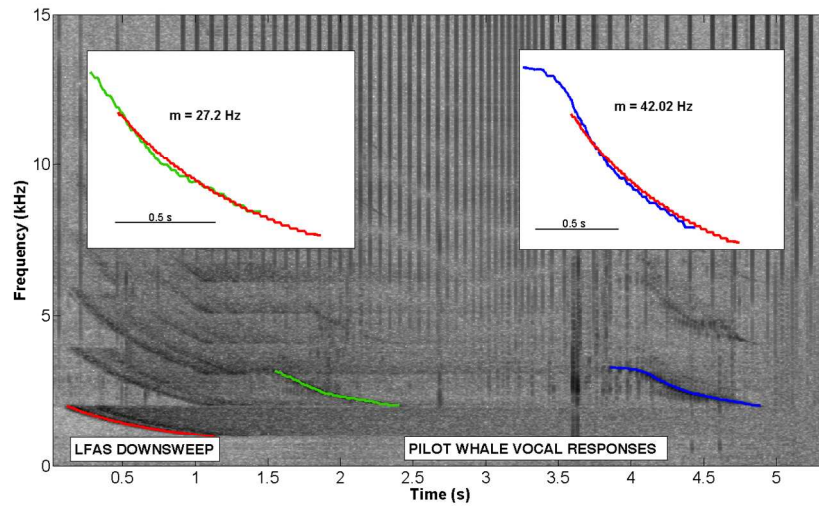 15
m = 27.2 Hz
m = 42.02 Hz
10
Frequency (kHz)
0.5 s
0.5 s
5
LFAS DOWNSWEEP
PILOT WHALE VOCAL RESPONSES
0
0.5 1 1.5 2 2.5 3 3.5 4 4.5 5
Time (s)